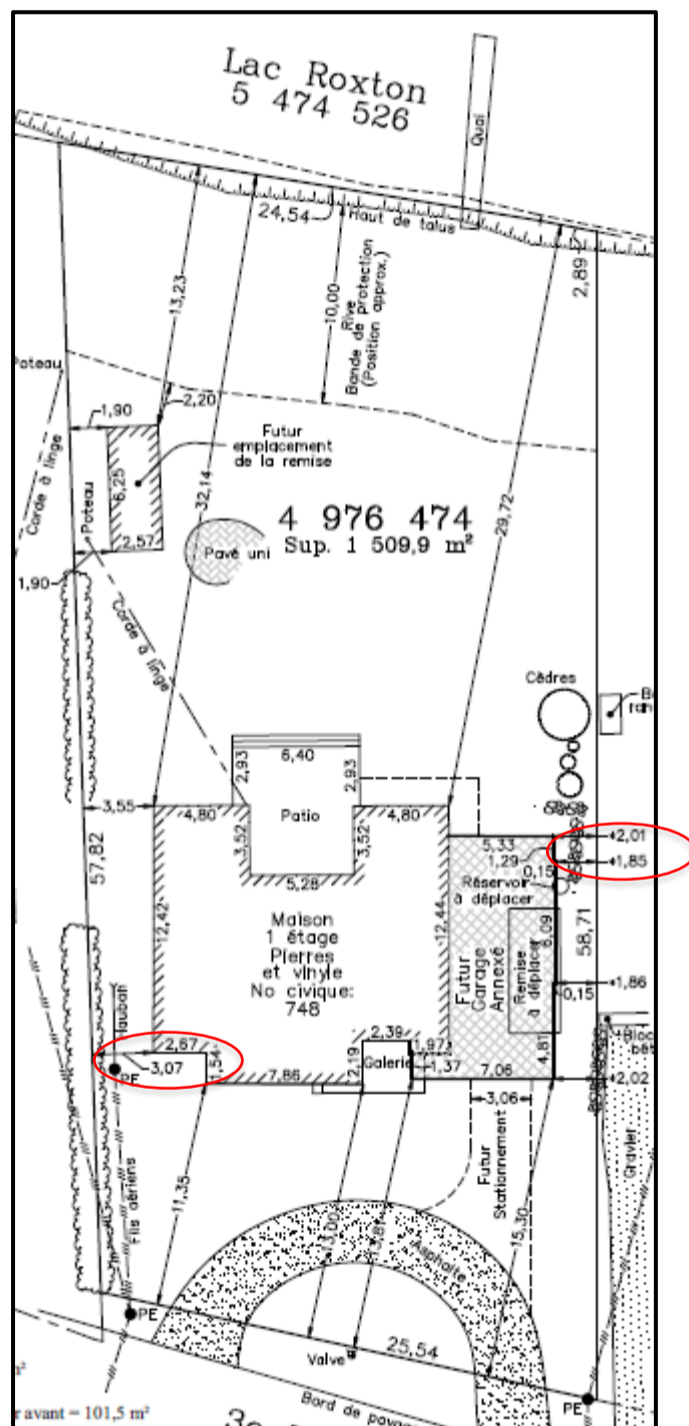 Lac Roxton
5 474 526
Quai
24,54
Haut de talus
2,89
13,23
10,00
Rive
Bande de protection
(Position approx.)
Poteau
2,20
1,90
Futur
emplacement
de la remise
Corde à linge
6,25
Poteau
2,57
1,90
32,14
29,72
4 976 474
Sup. 1 509,9 m²
Pavé uni
Corde à linge
Cèdres
6,40
2,93
2,93
3,55
4,80
Patio
4,80
3,52
3,52
5,28
57,82
12,42
12,44
5,33
2,01
1,29
1,85
0,15
Réservoir
à déplacer
6,09
58,71
Maison
1 étage
Pierres
et vinyle
No civique:
748
Futur
Garage
Annexé
Remise
à déplacer
0,15
1,86
Hauban
2,67
3,07
1,54
PE
2,39
2,19
Galerie
1,97
1,37
7,86
7,06
4,81
2,02
3,06
Futur
Stationnement
Gravier
Fils aériens
11,35
13,00
13,81
15,30
Asphalte
PE
Valve
25,54
PE
Bord de
r avant = 101,5 m²